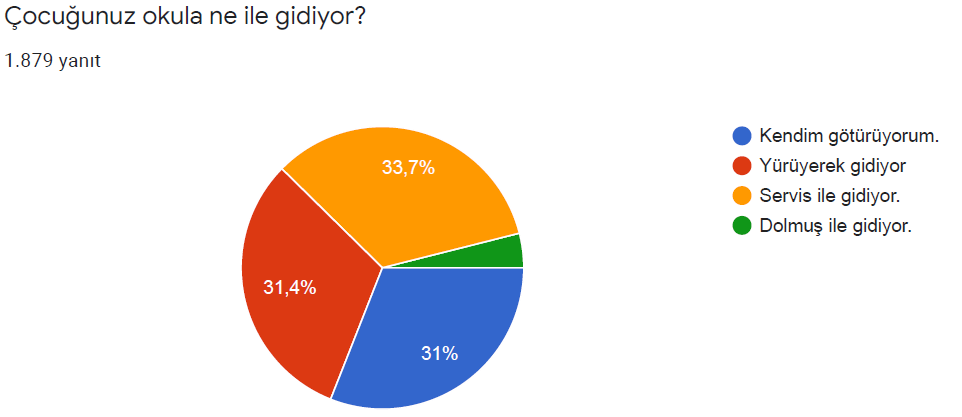 Çocuğunuz okula ne ile gidiyor?
1.879 yanıt
33,7%
31,4%
31%
Kendim götürüyorum.
Yürüyerek gidiyor
Servis ile gidiyor.
Dolmuş ile gidiyor.